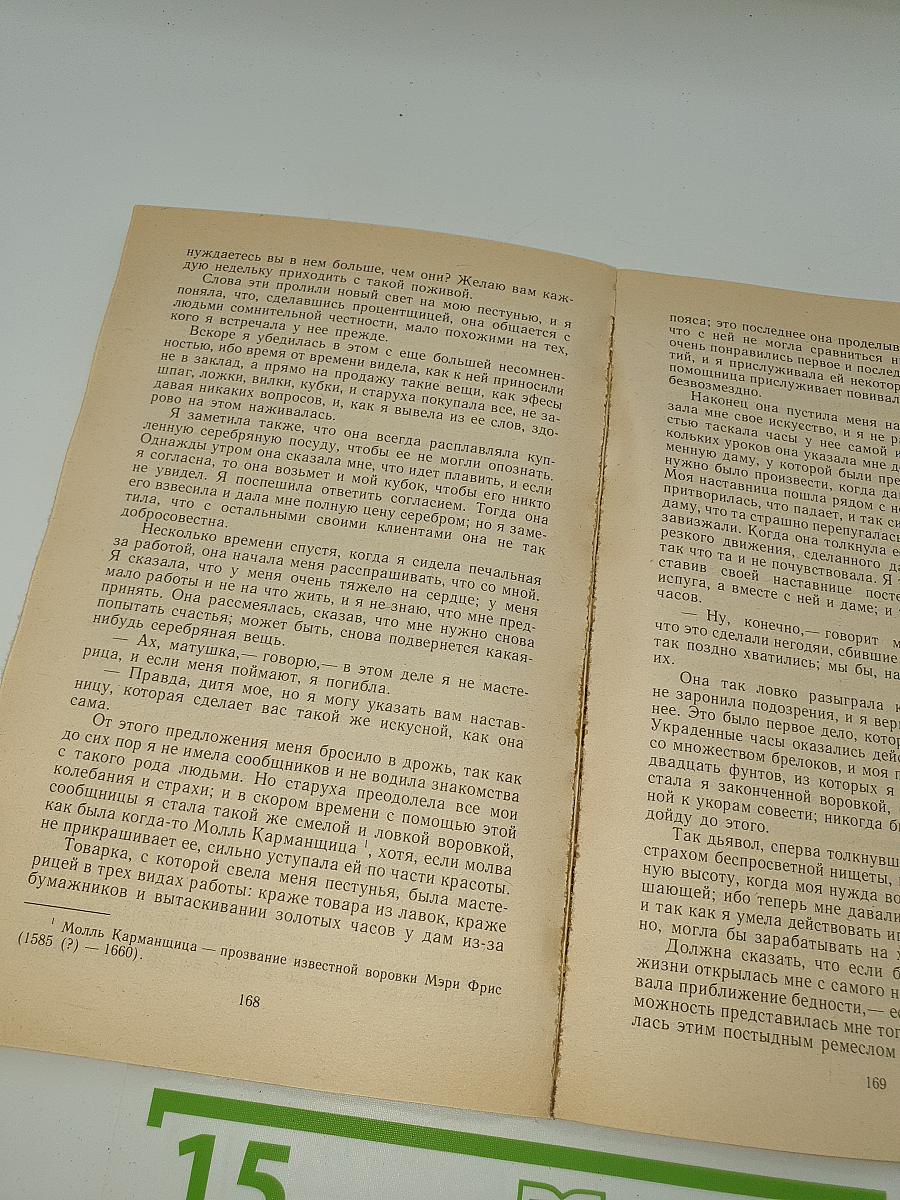 нуждаетесь вы в нем больше, чем они? Желаю вам каж-
дую недельку приходить с такой поживой.
Слова эти пролили новый свет на мою пестунью, и я
поняла, что, сделавшись процентщицей, она общается с
людьми сомнительной честности, мало похожими на тех,
кого я встречала у нее прежде.
Вскоре я убедилась в этом с еще большей несомнен-
ностью, ибо время от времени видела, как к ней приносили
не в заклад, а прямо на продажу такие вещи, как эфесы
шпаг, ложки, вилки, кубки, и старуха покупала все, не за-
давая никаких вопросов, и, как я вывела из ее слов, здо-
рово на этом наживалась.
Я заметила также, что она всегда расплавляла куп-
ленную серебряную посуду, чтобы ее не могли опознать.
Однажды утром она сказала мне, что идет плавить, и если
я согласна, то она возьмет и мой кубок, чтобы его никто
не увидел. Я поспешила ответить согласием. Тогда она
его взвесила и дала мне полную цену серебром; но я заме-
тила, что с остальными своими клиентами она не так
добросовестна.
Несколько времени спустя, когда я сидела печальная
за работой, она начала меня расспрашивать, что со мной.
Я сказала, что у меня очень тяжело на сердце; у меня
мало работы и не на что жить, и я не знаю, что мне пред-
принять. Она рассмеялась, сказав, что мне нужно снова
попытать счастья; может быть, снова подвернется какая-
нибудь серебряная вещь.
— Ах, матушка,— говорю,— в этом деле я не масте-
рица, и если меня поймают, я погибла.
— Правда, дитя мое, но я могу указать вам настав-
ницу, которая сделает вас такой же искусной, как она
сама.
От этого предложения меня бросило в дрожь, так как
до сих пор я не имела сообщников и не водила знакомства
с такого рода людьми. Но старуха преодолела все мои
колебания и страхи; и в скором времени с помощью этой
сообщницы я стала такой же смелой и ловкой воровкой,
как была когда-то Молль Карманщица ¹, хотя, если молва
не прикрашивает ее, сильно уступала ей по части красоты.
Товарка, с которой свела меня пестунья, была масте-
рицей в трех видах работы: краже товара из лавок, краже
бумажников и вытаскивании золотых часов у дам из-за
¹ Молль Карманщица — прозвание известной воровки Мэри Фрис
(1585 (?) — 1660).
168
пояса; это последнее она проделыв
что с ней не могла сравниться н
очень понравились первое и послед
тий, и я прислуживала ей некотор
помощница прислуживает повивал
безвозмездно.
Наконец она пустила меня на
зала мне свое искусство, и я не ра
стью таскала часы у нее самой и
кольких уроков она указала мне д
менную даму, у которой были пре
нужно было произвести, когда да
Моя наставница пошла рядом с н
притворилась, что падает, и так си
даму, что та страшно перепугалась
завизжали. Когда она толкнула е
резкого движения, сделанного да
так что та и не почувствовала. Я
ставив своей наставнице посте
испуга, а вместе с ней и даме; и
часов.
— Ну, конечно,— говорит м
что это сделали негодяи, сбившие
так поздно хватились; мы бы, на
их.
Она так ловко разыграла к
не заронила подозрения, и я вер
нее. Это было первое дело, котор
Украденные часы оказались дейс
со множеством брелоков, и моя п
двадцать фунтов, из которых я
стала я законченной воровкой,
ной к укорам совести; никогда б
дойду до этого.
Так дьявол, сперва толкнувш
страхом беспросветной нищеты,
ную высоту, когда моя нужда во
шающей; ибо теперь мне давали
и так как я умела действовать иг
но, могла бы зарабатывать на х
Должна сказать, что если б
жизни открылась мне с самого н
вала приближение бедности,— ес
можность представилась мне тог
лась этим постыдным ремеслом
169
15